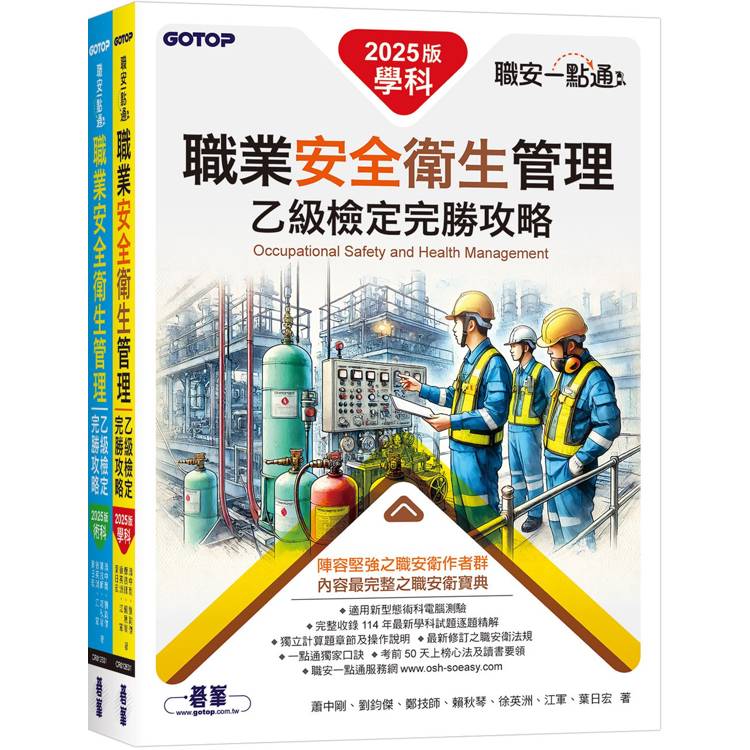 GOTOP
2025版
學科
職安一點通
職業安全衛生管理
乙級檢定完勝攻略
Occupational Safety and Health Management
陣容堅強之職安衛作者群
內容最完整之職安衛寶典
◆適用新型態術科電腦測驗
◆完整收錄 114 年最新學科試題逐題精解
◆獨立計算題章節及操作說明 ◆最新修訂之職安衛法規
◆一點通獨家口訣 ◆考前 50 天上榜心法及讀書要領
◆職安一點通服務網 www.osh-soeasy.com
碁峯
www.gotop.com.tw
蕭中剛、劉鈞傑、鄭技師、賴秋琴、徐英洲、江軍、葉日宏 著
GOTOP
職安一點通
職業安全衛生管理
乙級檢定
完勝攻略
2025版
學科
碁峯
GOTOP
職安一點通
職業安全衛生管理
乙級檢定
完勝攻略
2025版
術科
碁峯